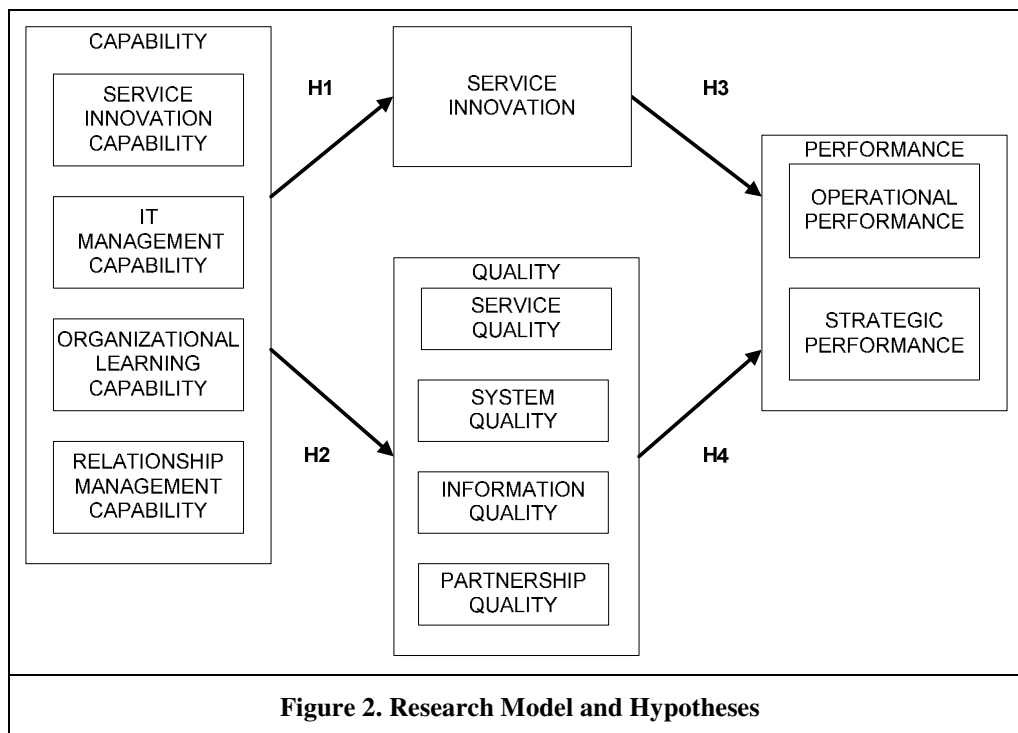 CAPABILITY
SERVICE
INNOVATION
CAPABILITY
IT
MANAGEMENT
CAPABILITY
ORGANIZATIONAL
LEARNING
CAPABILITY
RELATIONSHIP
MANAGEMENT
CAPABILITY
H1
H2
SERVICE
INNOVATION
QUALITY
SERVICE
QUALITY
SYSTEM
QUALITY
INFORMATION
QUALITY
PARTNERSHIP
QUALITY
H3
H4
PERFORMANCE
OPERATIONAL
PERFORMANCE
STRATEGIC
PERFORMANCE
Figure 2. Research Model and Hypotheses